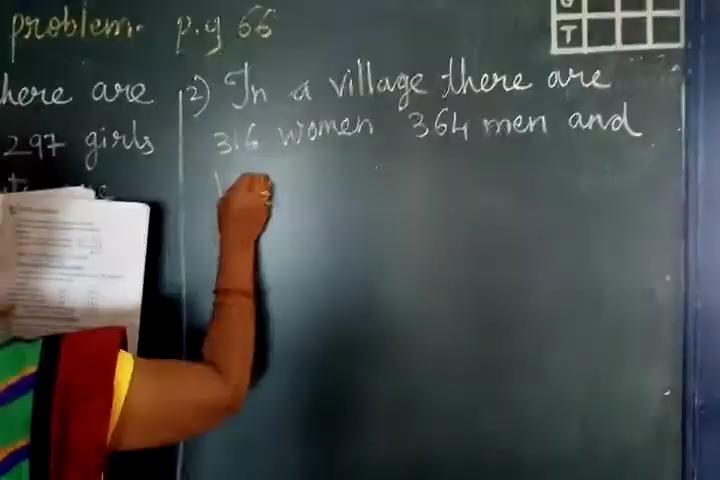 problem. p.g 66
here are
297 girls
2) In a village there are
316 women 364 men and
T